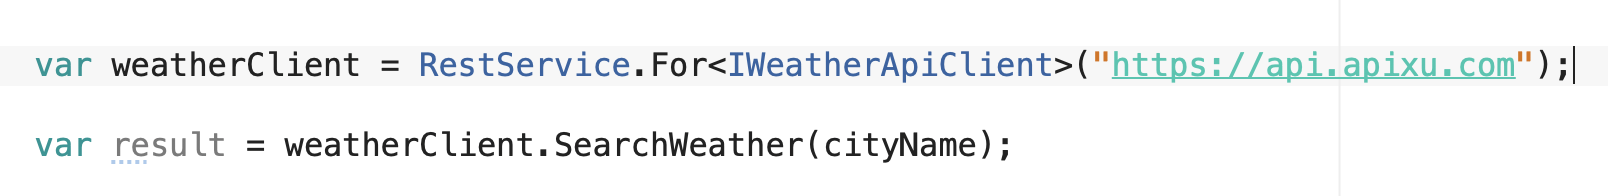 var weatherClient = RestService.For<IWeatherApiClient>("https://api.apixu.com");
var result = weatherClient.SearchWeather(cityName);